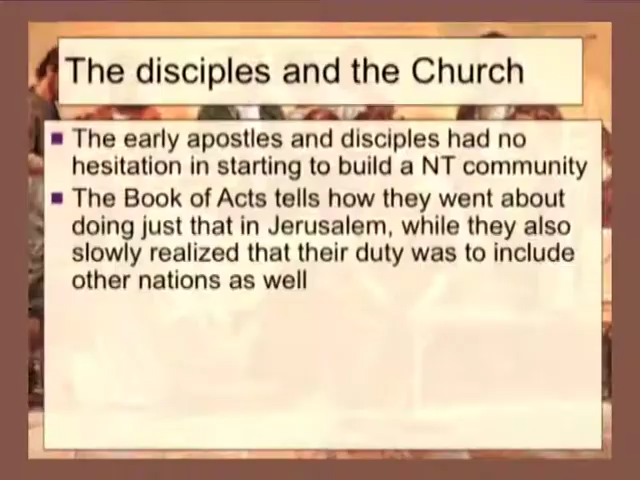 The disciples and the Church
The early apostles and disciples had no
hesitation in starting to build a NT community
The Book of Acts tells how they went about
doing just that in Jerusalem, while they also
slowly realized that their duty was to include
other nations as well